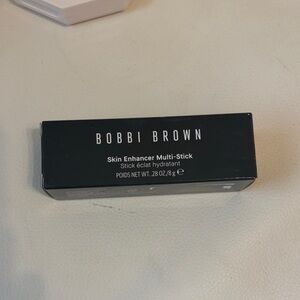 BOBBI BROWN
Skin Enhancer Multi-Stick
Stick éclat hydratant
POIDS NET WT. .28 OZ./8 g ℮